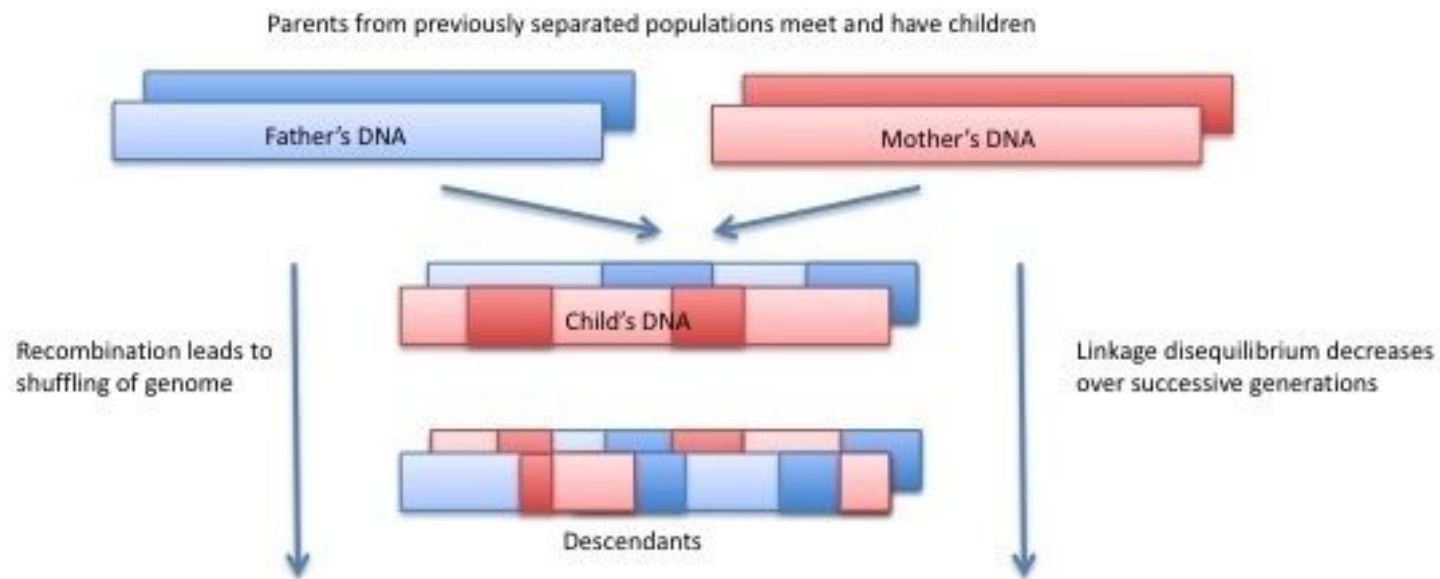 Parents from previously separated populations meet and have children
Father's DNA
Mother's DNA
Child's DNA
Recombination leads to
shuffling of genome
Linkage disequilibrium decreases
over successive generations
Descendants